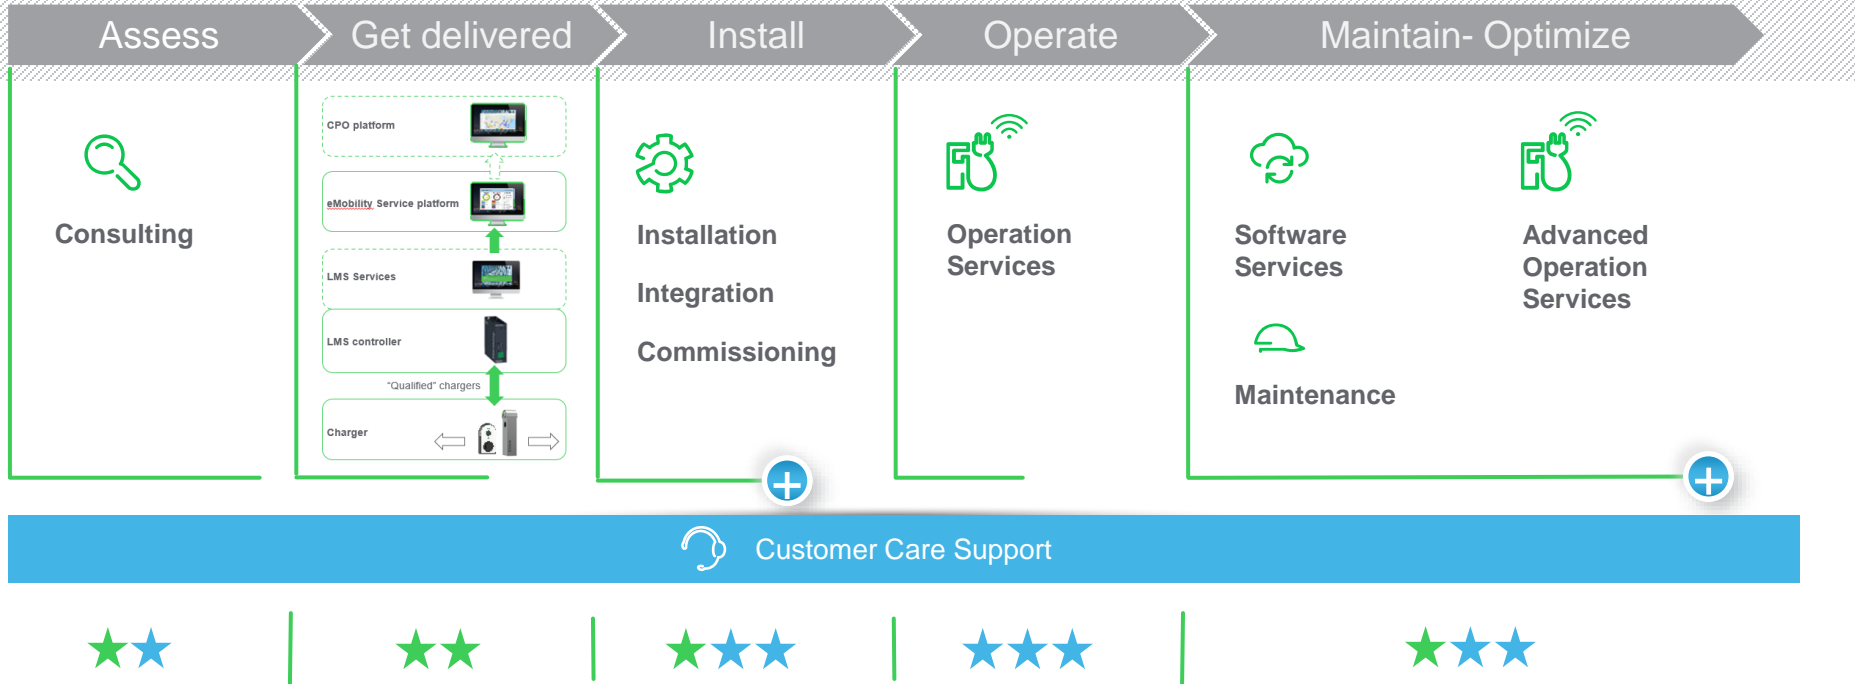 Assess
Get delivered
Install
Operate
Maintain- Optimize
CPO platform
eMobility Service platform
LMS Services
LMS controller
"Qualified" chargers
Charger
Consulting
Installation
Integration
Commissioning
Operation
Services
Software
Services
Maintenance
Advanced
Operation
Services
Customer Care Support